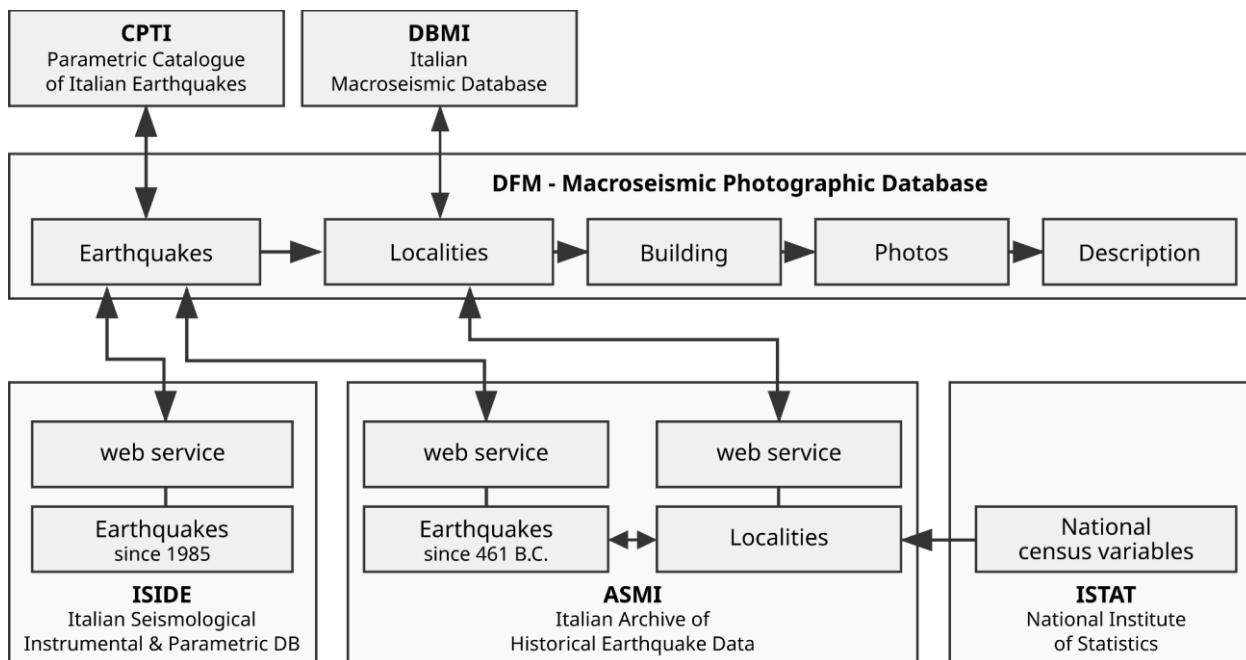 CPTI
Parametric Catalogue
of Italian Earthquakes
DBMI
Italian
Macroseismic Database
DFM - Macroseismic Photographic Database
Earthquakes
Localities
Building
Photos
Description
web service
Earthquakes
since 1985
ISIDE
Italian Seismological
Instrumental & Parametric DB
web service
web service
Earthquakes
since 461 B.C.
Localities
ASMI
Italian Archive of
Historical Earthquake Data
National
census variables
ISTAT
National Institute
of Statistics